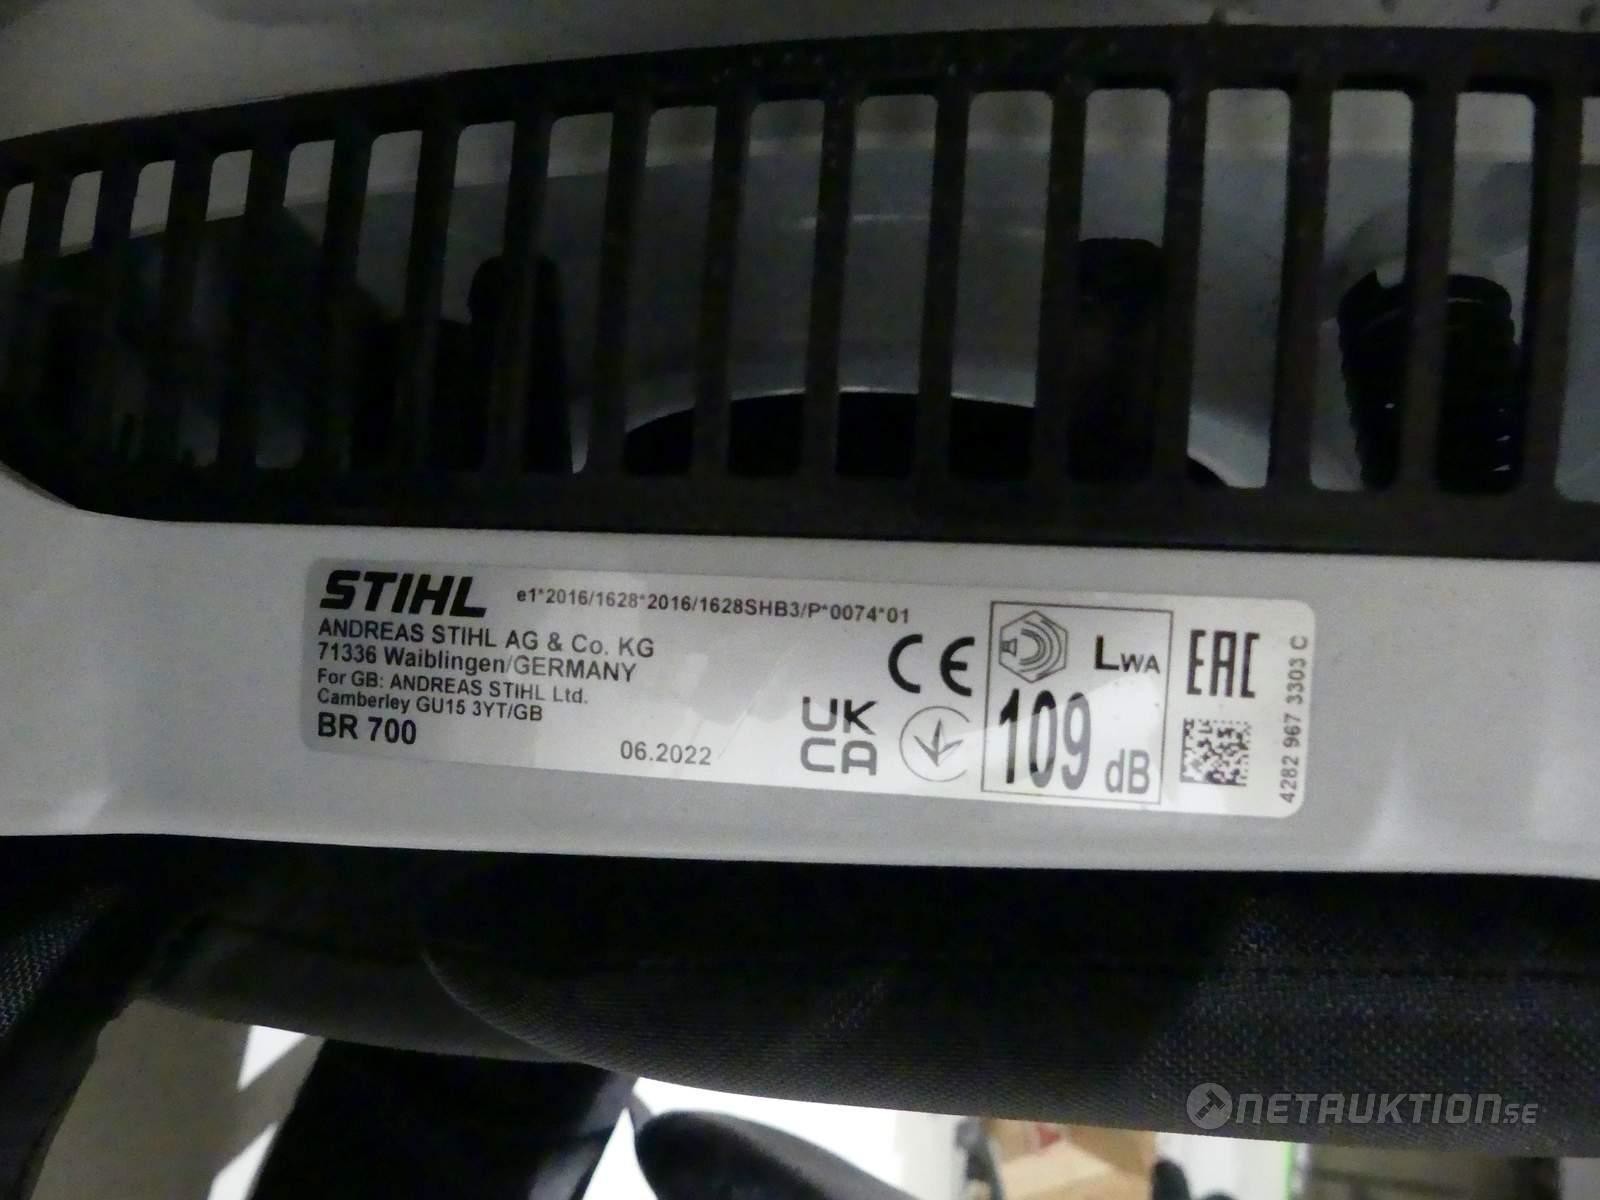 STIHL
e1*2016/1628*2016/1628SHB3/P*0074*01
ANDREAS STIHL AG & Co. KG
71336 Waiblingen/GERMANY
For GB: ANDREAS STIHL Ltd.
Camberley GU15 3YT/GB
BR 700
06.2022
CE
UK
CA
LWA
109 dB
EAC
4282 967 3303 C
NETAUKTION.SE